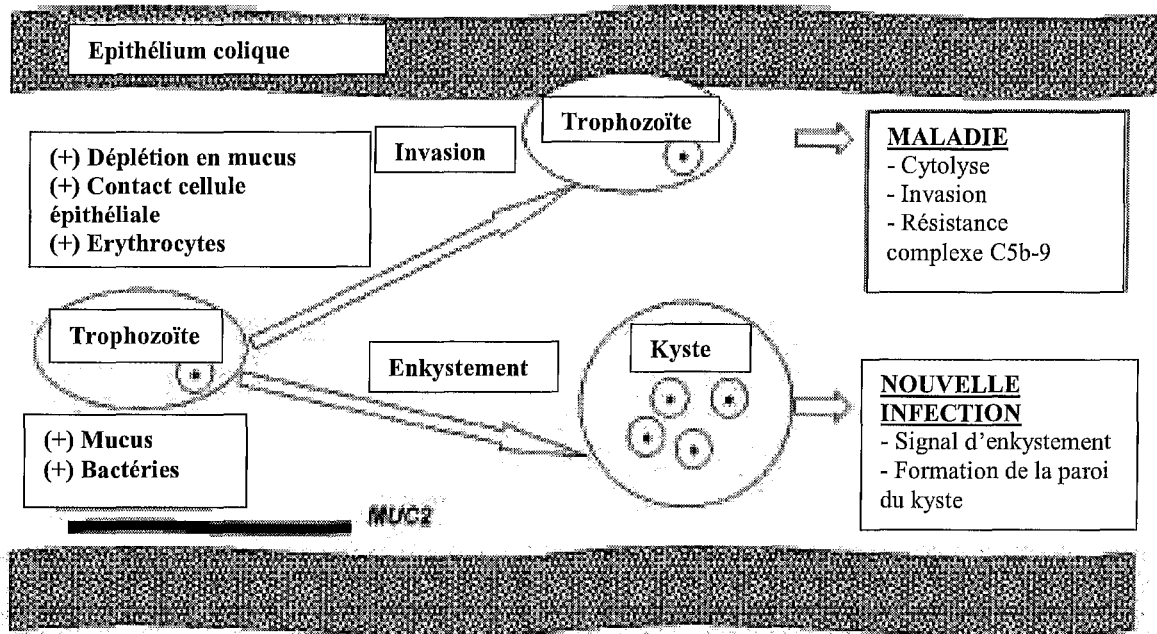 Epithélium colique
(+) Déplétion en mucus
(+) Contact cellule
épithéliale
(+) Erythrocytes
Invasion
Trophozoïte
MALADIE
- Cytolyse
- Invasion
- Résistance
complexe C5b-9
Trophozoïte
(+) Mucus
(+) Bactéries
Enkystement
Kyste
NOUVELLE
INFECTION
- Signal d'enkystement
- Formation de la paroi
du kyste
MUC2